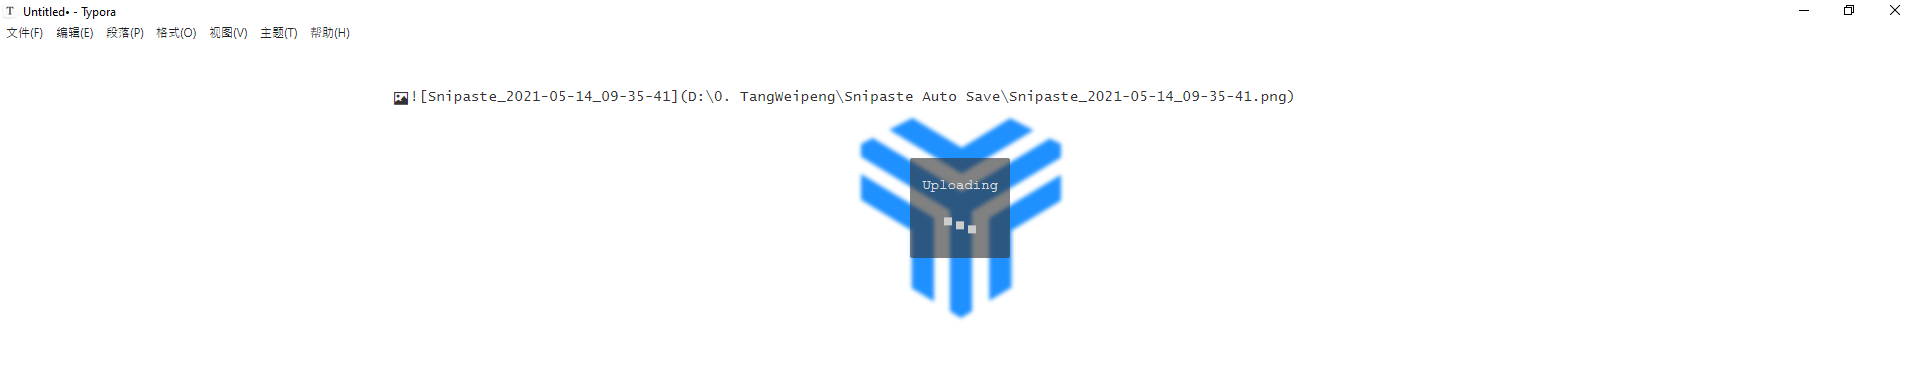 T Untitled• - Typora
文件(F) 编辑(E) 段落(P) 格式(O) 视图(V) 主题(T) 帮助(H)
![Snipaste_2021-05-14_09-35-41](D:\0. TangWeipeng\Snipaste Auto Save\Snipaste_2021-05-14_09-35-41.png)
Uploading